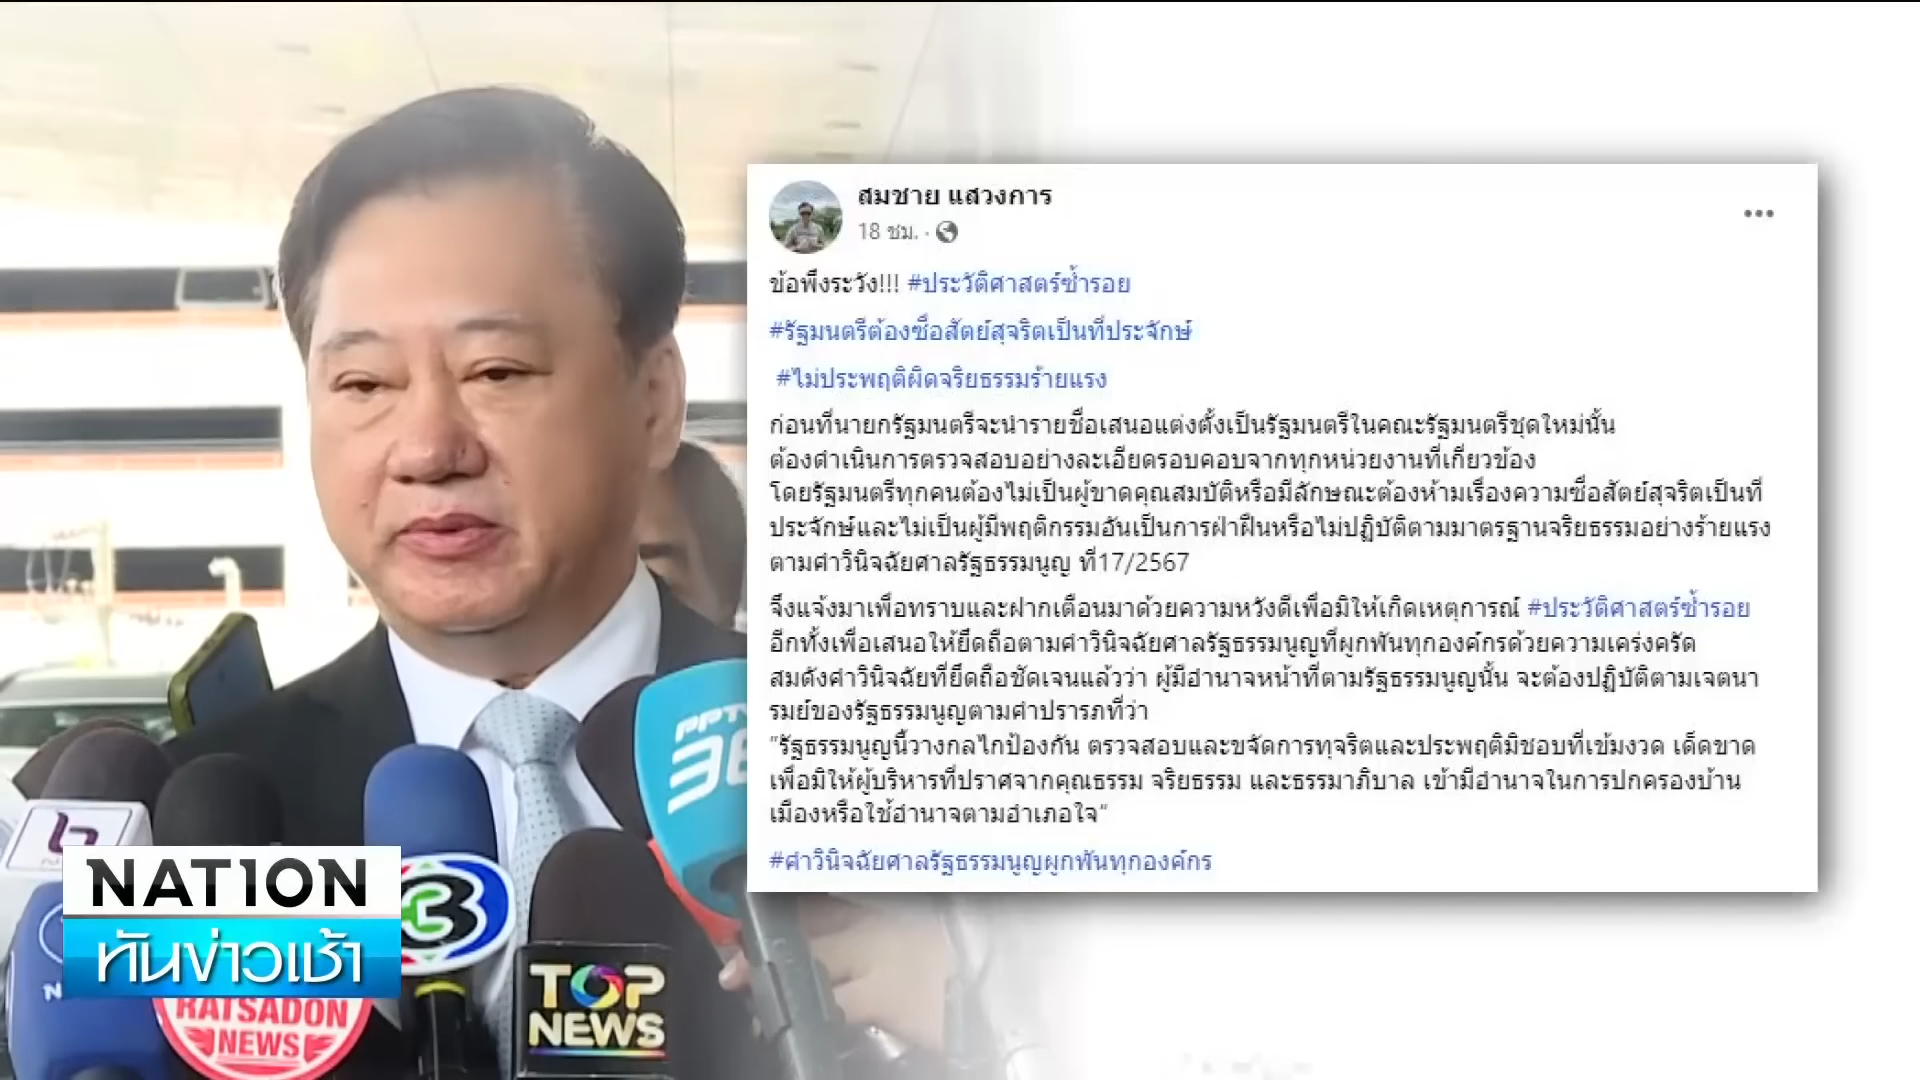 สมชาย แสวงการ
18 ชม. ·
ข้อพึงระวัง!!! #ประวัติศาสตร์ซ้ำรอย
#รัฐมนตรีต้องซื่อสัตย์สุจริตเป็นที่ประจักษ์
#ไม่ประพฤติผิดจริยธรรมร้ายแรง
ก่อนที่นายกรัฐมนตรีจะนำรายชื่อเสนอแต่งตั้งเป็นรัฐมนตรีในคณะรัฐมนตรีชุดใหม่นั้น
ต้องดำเนินการตรวจสอบอย่างละเอียดรอบคอบจากทุกหน่วยงานที่เกี่ยวข้อง
โดยรัฐมนตรีทุกคนต้องไม่เป็นผู้ขาดคุณสมบัติหรือมีลักษณะต้องห้ามเรื่องความซื่อสัตย์สุจริตเป็นที่
ประจักษ์และไม่เป็นผู้มีพฤติกรรมอันเป็นการฝ่าฝืนหรือไม่ปฏิบัติตามมาตรฐานจริยธรรมอย่างร้ายแรง
ตามคำวินิจฉัยศาลรัฐธรรมนูญ ที่17/2567
จึงแจ้งมาเพื่อทราบและฝากเตือนมาด้วยความหวังดีเพื่อมิให้เกิดเหตุการณ์ #ประวัติศาสตร์ซ้ำรอย
อีกทั้งเพื่อเสนอให้ยึดถือตามคำวินิจฉัยศาลรัฐธรรมนูญที่ผูกพันทุกองค์กรด้วยความเคร่งครัด
สมดังคำวินิจฉัยที่ยึดถือชัดเจนแล้วว่า ผู้มีอำนาจหน้าที่ตามรัฐธรรมนูญนั้น จะต้องปฏิบัติตามเจตนา
รมย์ของรัฐธรรมนูญตามคำปรารภที่ว่า
"รัฐธรรมนูญนี้วางกลไกป้องกัน ตรวจสอบและขจัดการทุจริตและประพฤติมิชอบที่เข้มงวด เด็ดขาด
เพื่อมิให้ผู้บริหารที่ปราศจากคุณธรรม จริยธรรม และธรรมาภิบาล เข้ามีอำนาจในการปกครองบ้าน
เมืองหรือใช้อำนาจตามอำเภอใจ"
#คำวินิจฉัยศาลรัฐธรรมนูญผูกพันทุกองค์กร
PPTV
36
3
NATION
ทันข่าวเช้า
RATSADON
NEWS
TOP
NEWS